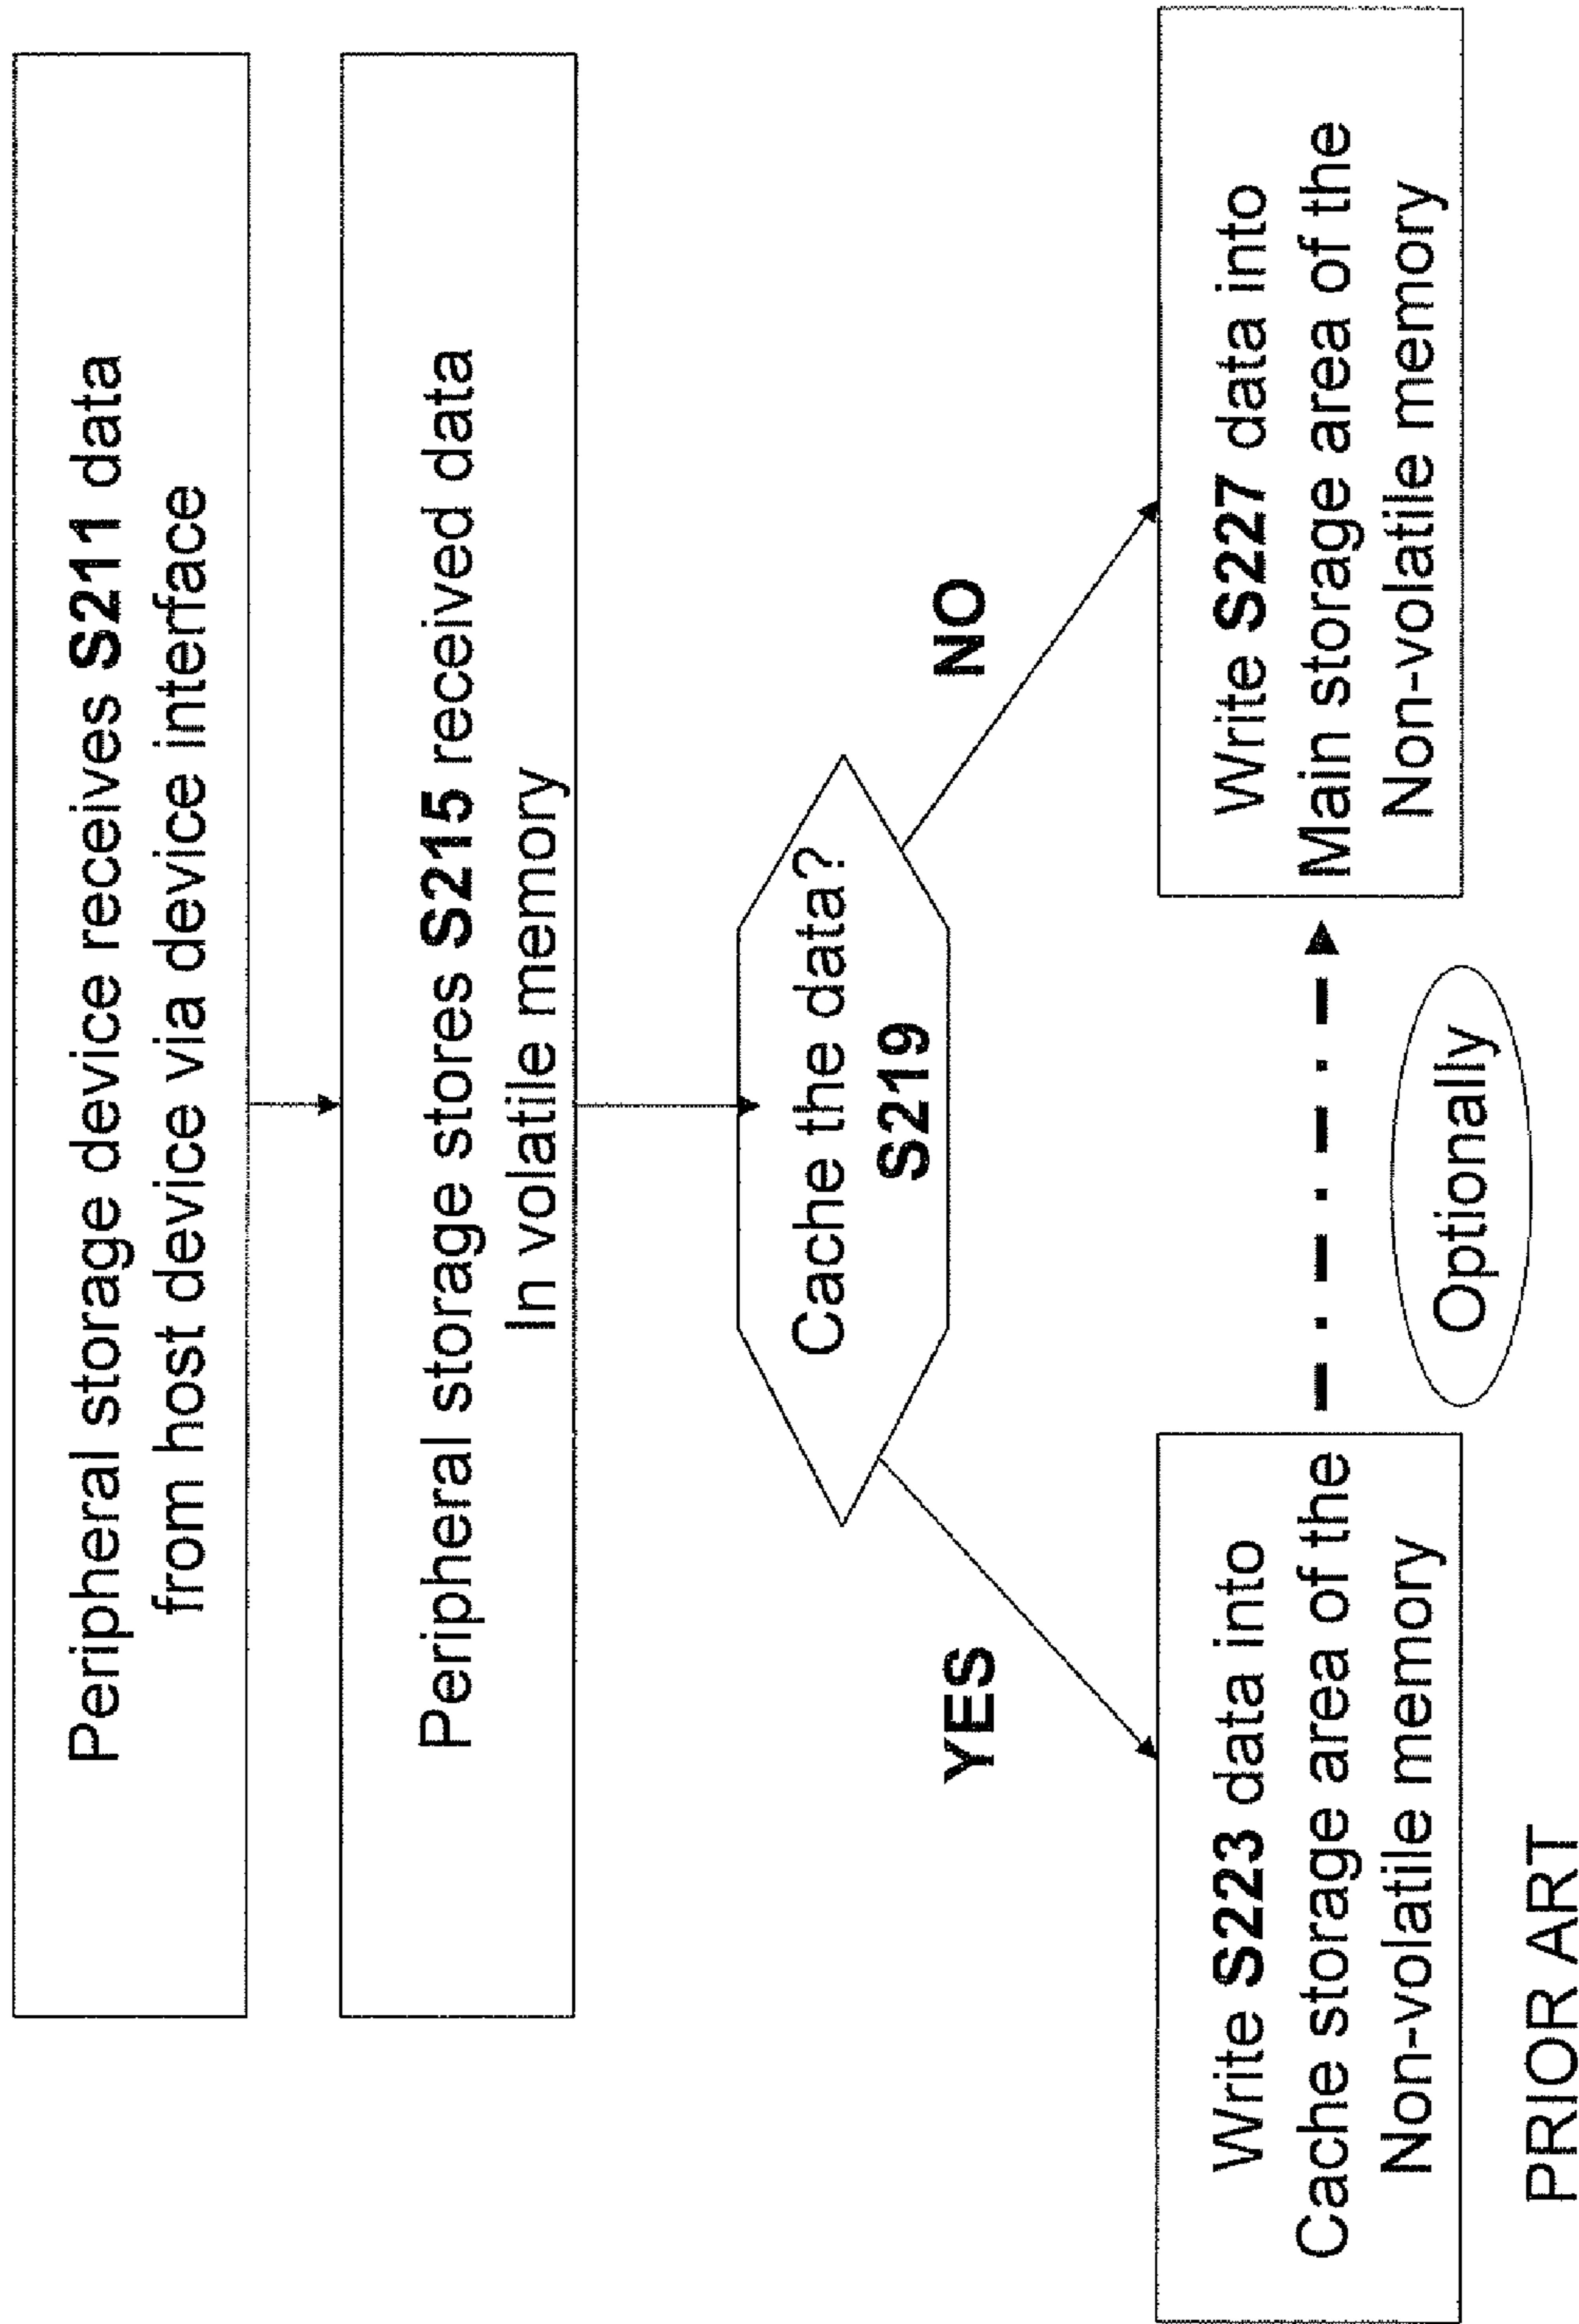 Peripheral storage device receives S211 data
from host device via device interface
Peripheral storage stores S215 received data
In volatile memory
Cache the data?
S219
YES
NO
Write S223 data into
Cache storage area of the
Non-volatile memory
Optionally
Write S227 data into
Main storage area of the
Non-volatile memory
PRIOR ART